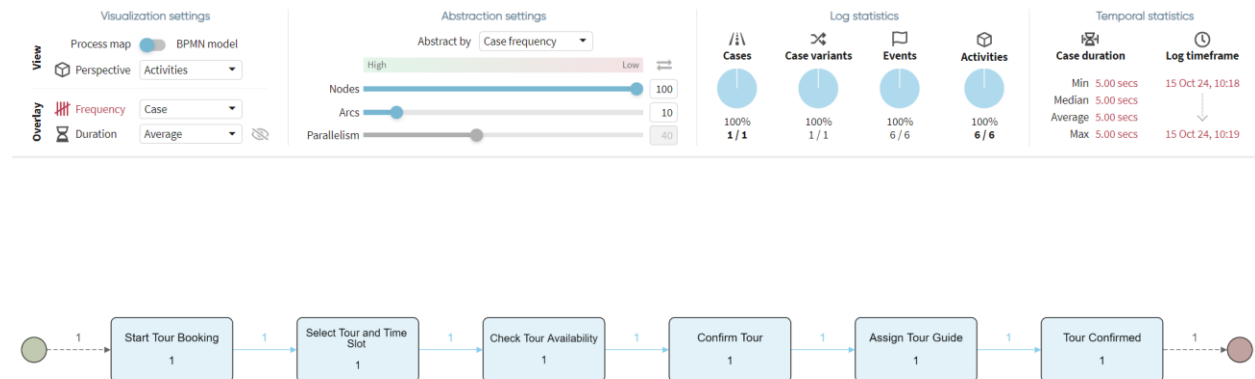 Visualization settings
View
Process map BPMN model
Perspective Activities
Overlay
Frequency Case
Duration Average
Abstraction settings
Abstract by Case frequency
High Low
Nodes 100
Arcs 10
Parallelism 40
Log statistics
Cases Case variants Events Activities
100% 100% 100% 100%
1 / 1 1 / 1 6 / 6 6 / 6
Temporal statistics
Case duration Log timeframe
Min 5.00 secs 15 Oct 24, 10:18
Median 5.00 secs
Average 5.00 secs
Max 5.00 secs 15 Oct 24, 10:19
1
Start Tour Booking
1
1
Select Tour and Time
Slot
1
1
Check Tour Availability
1
1
Confirm Tour
1
1
Assign Tour Guide
1
1
Tour Confirmed
1
1